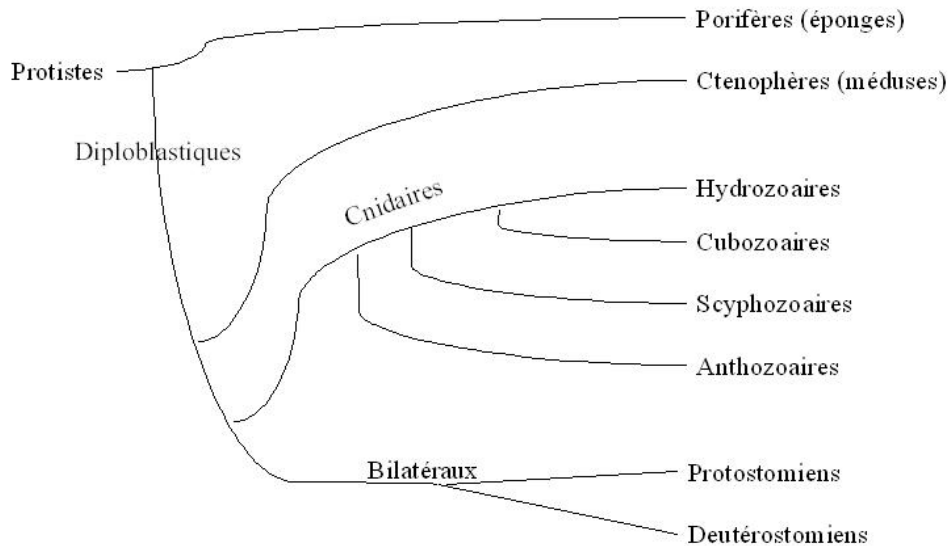 Porifères (éponges)
Protistes
Ctenophères (méduses)
Diploblastiques
Cnidaires
Hydrozoaires
Cubozoaires
Scyphozoaires
Anthozoaires
Bilatéraux
Protostomiens
Deutérostomiens